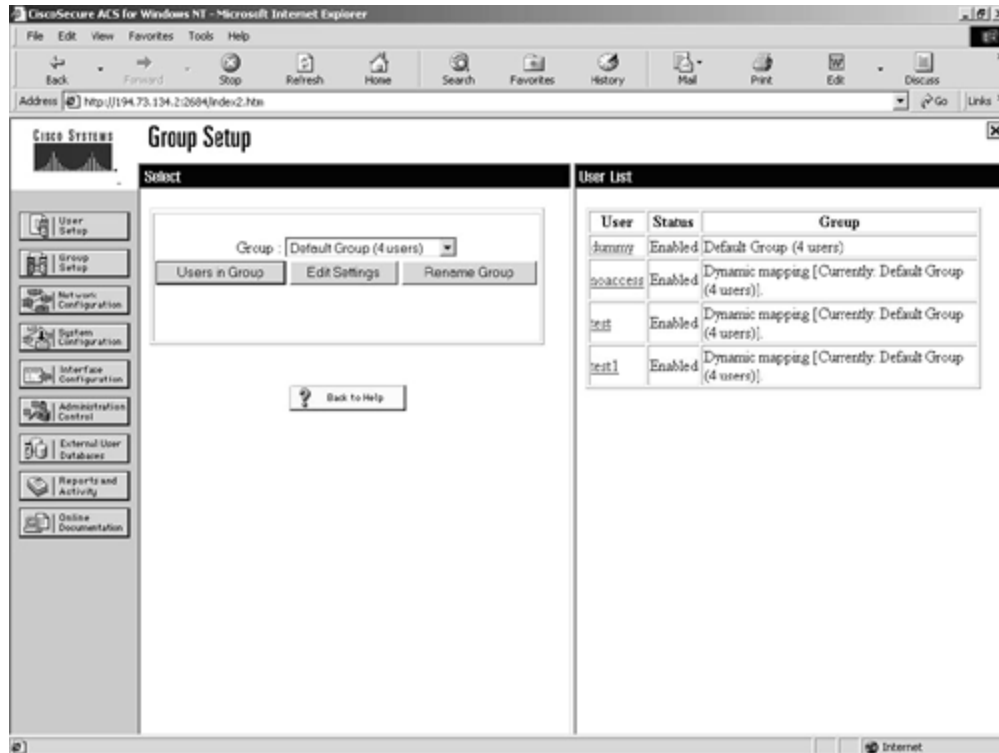 CiscoSecure ACS for Windows NT - Microsoft Internet Explorer
File Edit View Favorites Tools Help
Back Forward Stop Refresh Home Search Favorites History Mail Print Edit Discuss
Address http://194.73.134.2:2684/index2.htm Go Links
CISCO SYSTEMS
Group Setup
Select
User List
User Setup
Group Setup
Network Configuration
System Configuration
Interface Configuration
Administration Control
External User Databases
Reports and Activity
Online Documentation
Group : Default Group (4 users)
Users in Group Edit Settings Rename Group
? Back to Help
User Status Group
dummy Enabled Default Group (4 users)
noaccess Enabled Dynamic mapping [Currently: Default Group
(4 users)].
test Enabled Dynamic mapping [Currently: Default Group
(4 users)].
test1 Enabled Dynamic mapping [Currently: Default Group
(4 users)].
Internet